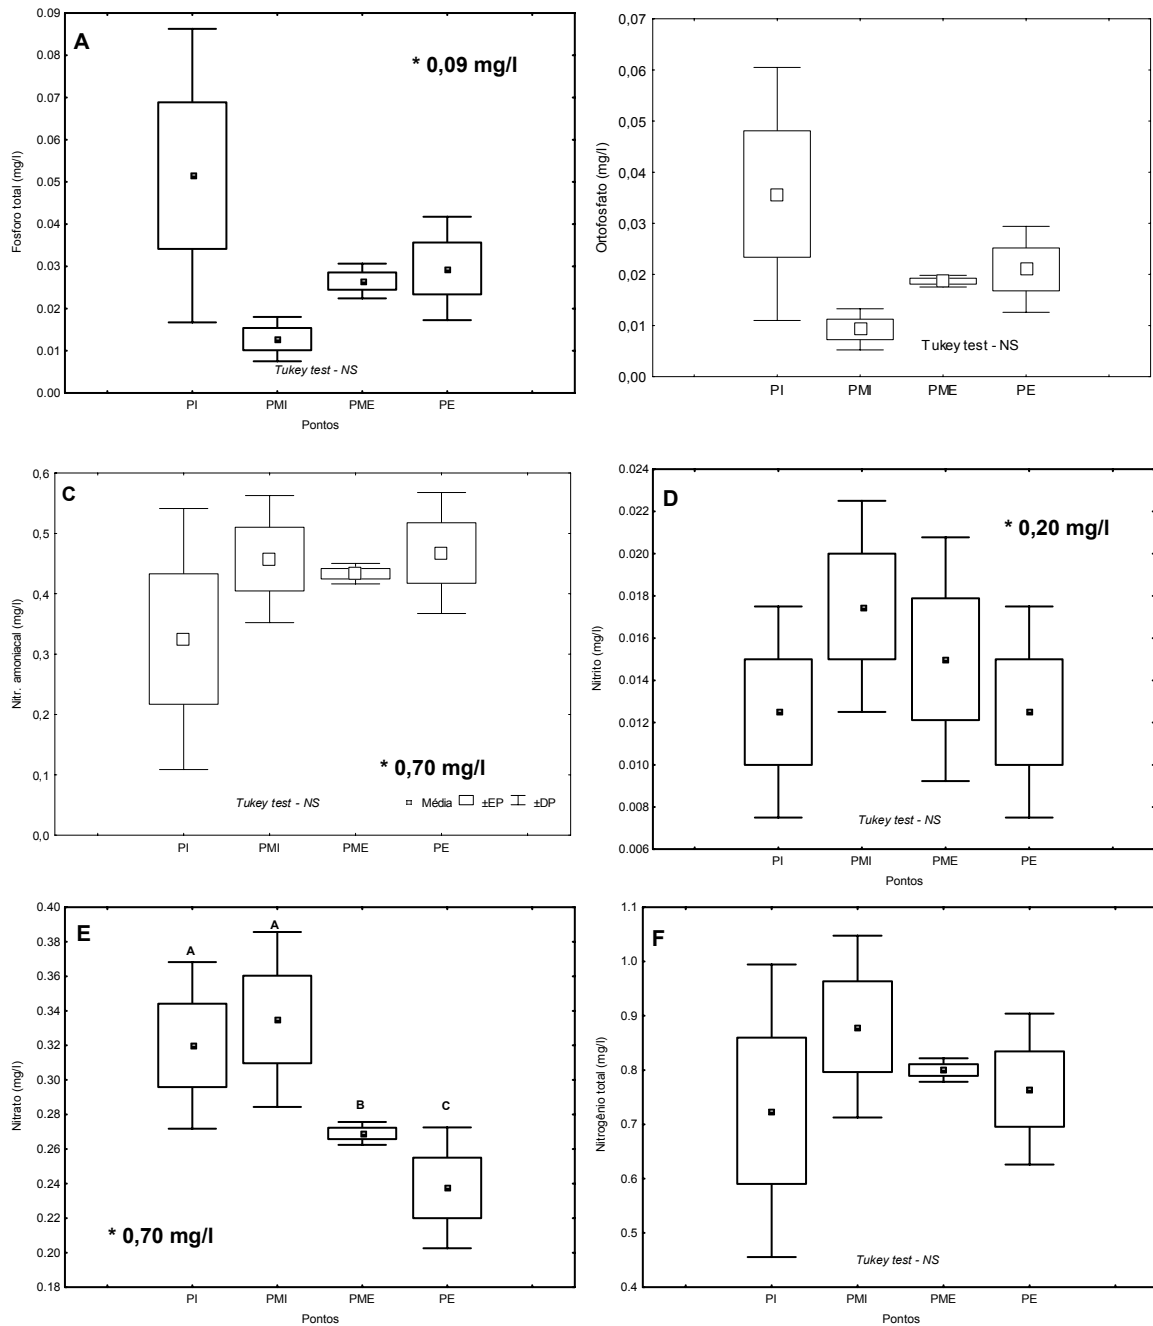 A
* 0,09 mg/l
Fosforo total (mg/l)
0.09
0.08
0.07
0.06
0.05
0.04
0.03
0.02
0.01
0.00
Tukey test - NS
PI PMI PME PE
Pontos
Ortofosfato (mg/l)
0,07
0,06
0,05
0,04
0,03
0,02
0,01
0,00
Tukey test - NS
PI PMI PME PE
C
Nitr. amoniacal (mg/l)
0,6
0,5
0,4
0,3
0,2
0,1
0,0
* 0,70 mg/l
Tukey test - NS
Média ±EP ±DP
PI PMI PME PE
D
* 0,20 mg/l
Nitrito (mg/l)
0.024
0.022
0.020
0.018
0.016
0.014
0.012
0.010
0.008
0.006
Tukey test - NS
PI PMI PME PE
Pontos
E
Nitrato (mg/l)
0.40
0.38
0.36
0.34
0.32
0.30
0.28
0.26
0.24
0.22
0.20
0.18
A A B C
* 0,70 mg/l
PI PMI PME PE
Pontos
F
Nitrogênio total (mg/l)
1.1
1.0
0.9
0.8
0.7
0.6
0.5
0.4
Tukey test - NS
PI PMI PME PE
Pontos